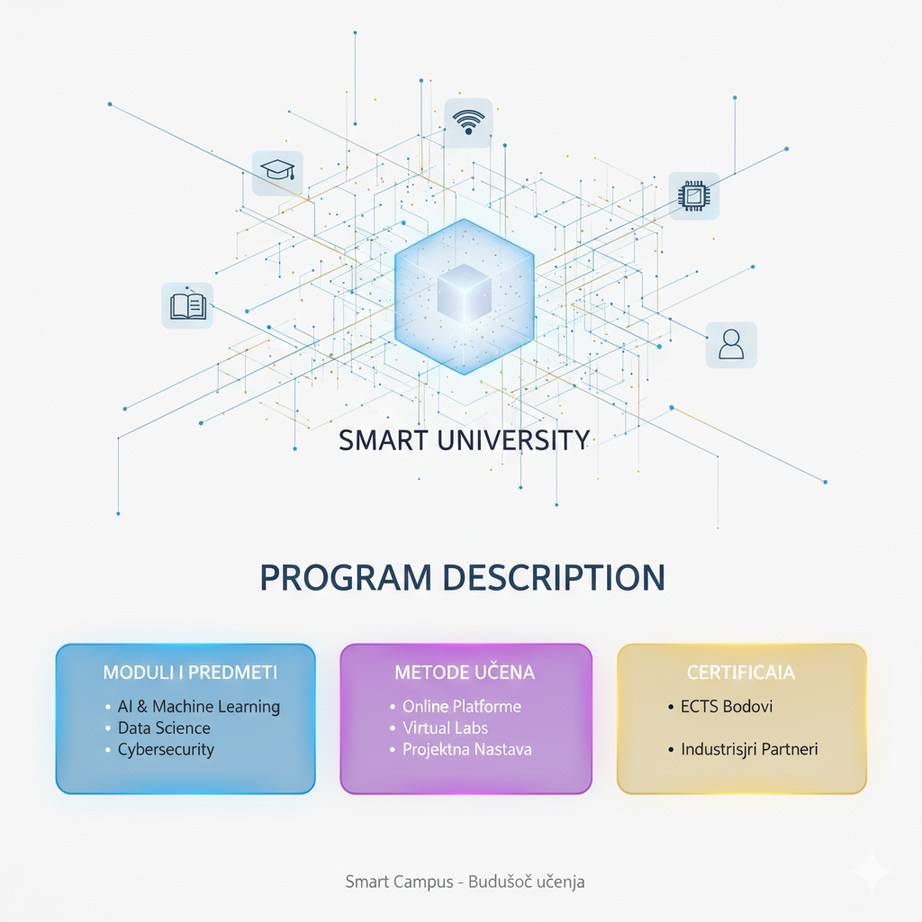 SMART UNIVERSITY
PROGRAM DESCRIPTION
MODULI I PREDMETI
• AI & Machine Learning
• Data Science
• Cybersecurity
METODE UČENA
• Online Platforme
• Virtual Labs
• Projektna Nastava
CERTIFICAIA
• ECTS Bodovi
• Industrisjri Partneri
Smart Campus - Budušoč učenja